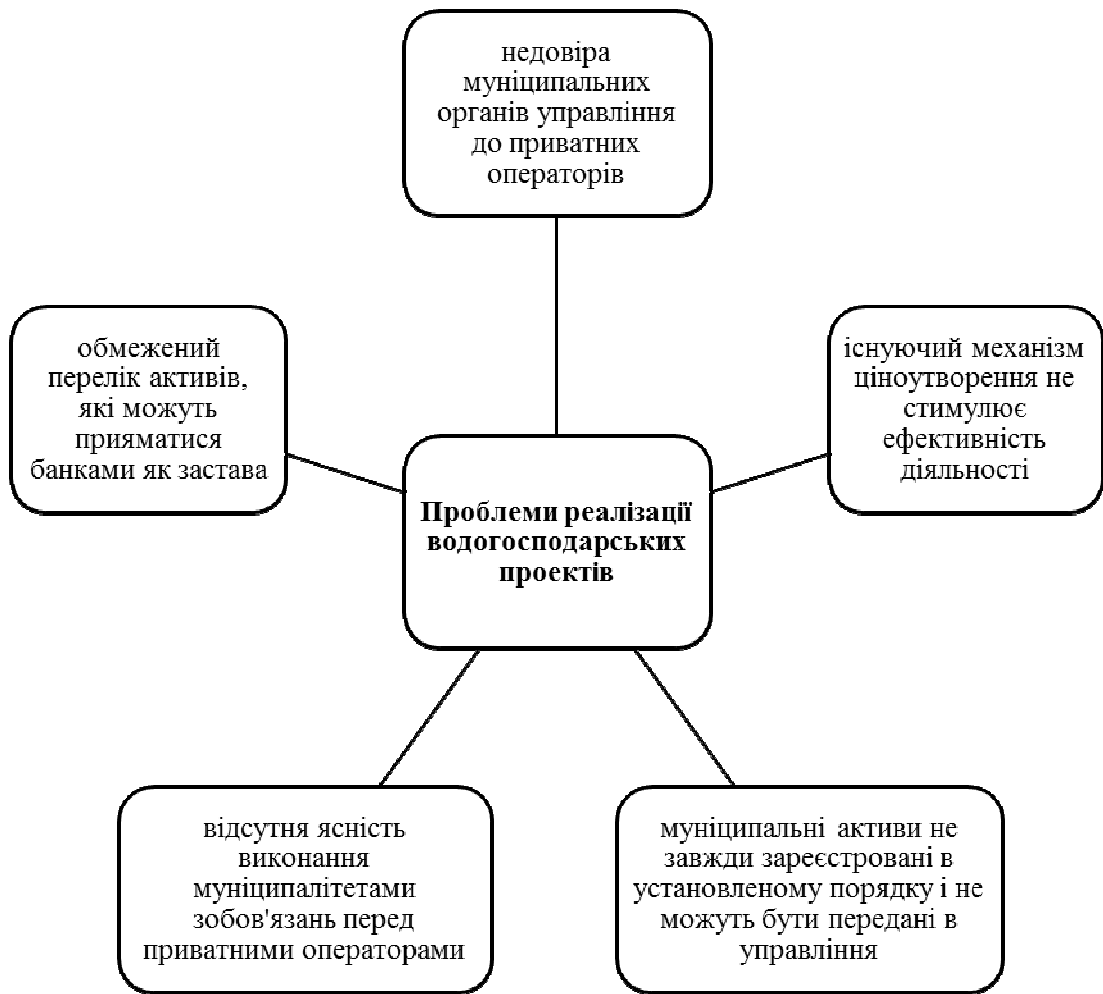 недовіра
муніципальних
органів управління
до приватних
операторів
обмежений
перелік активів,
які можуть
прияматися
банками як застава
існуючий механізм
ціноутворення не
стимулює
ефективність
діяльності
Проблеми реалізації
водогосподарських
проектів
відсутня ясність
виконання
муніципалітетами
зобов'язань перед
приватними операторами
муніципальні активи не
завжди зареєстровані в
установленому порядку і не
можуть бути передані в
управління